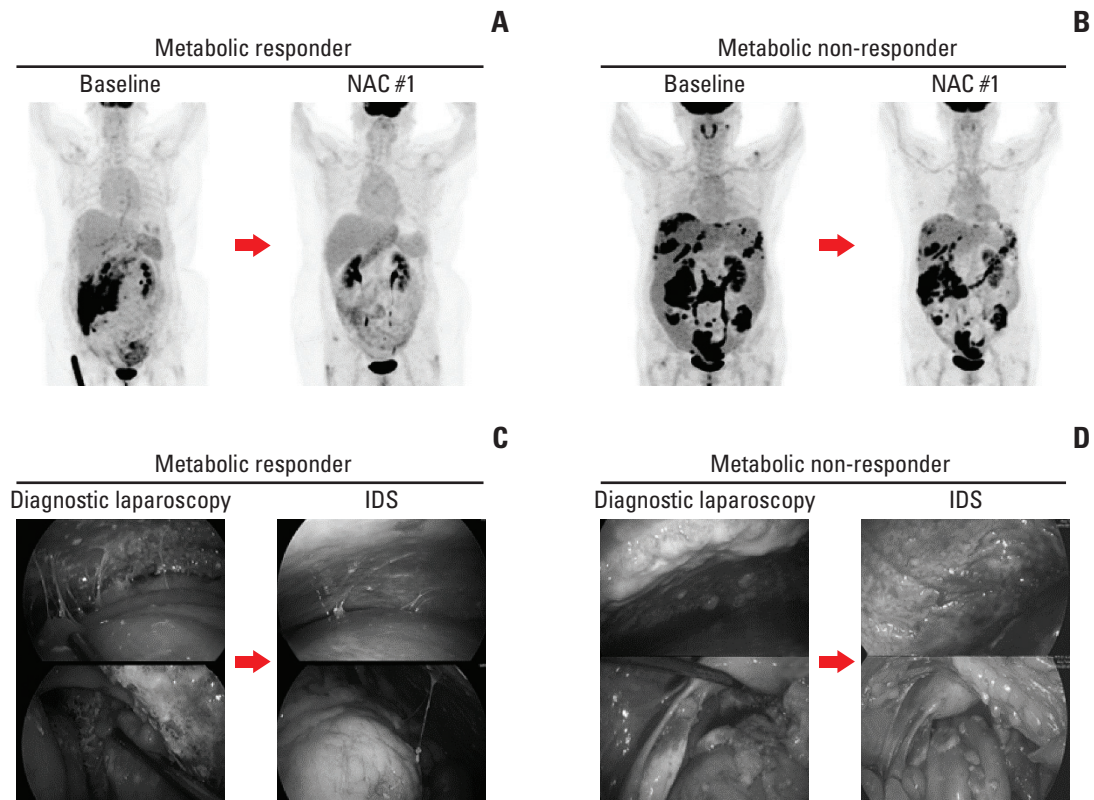 A
Metabolic responder
Baseline NAC #1
B
Metabolic non-responder
Baseline NAC #1
C
Metabolic responder
Diagnostic laparoscopy IDS
D
Metabolic non-responder
Diagnostic laparoscopy IDS